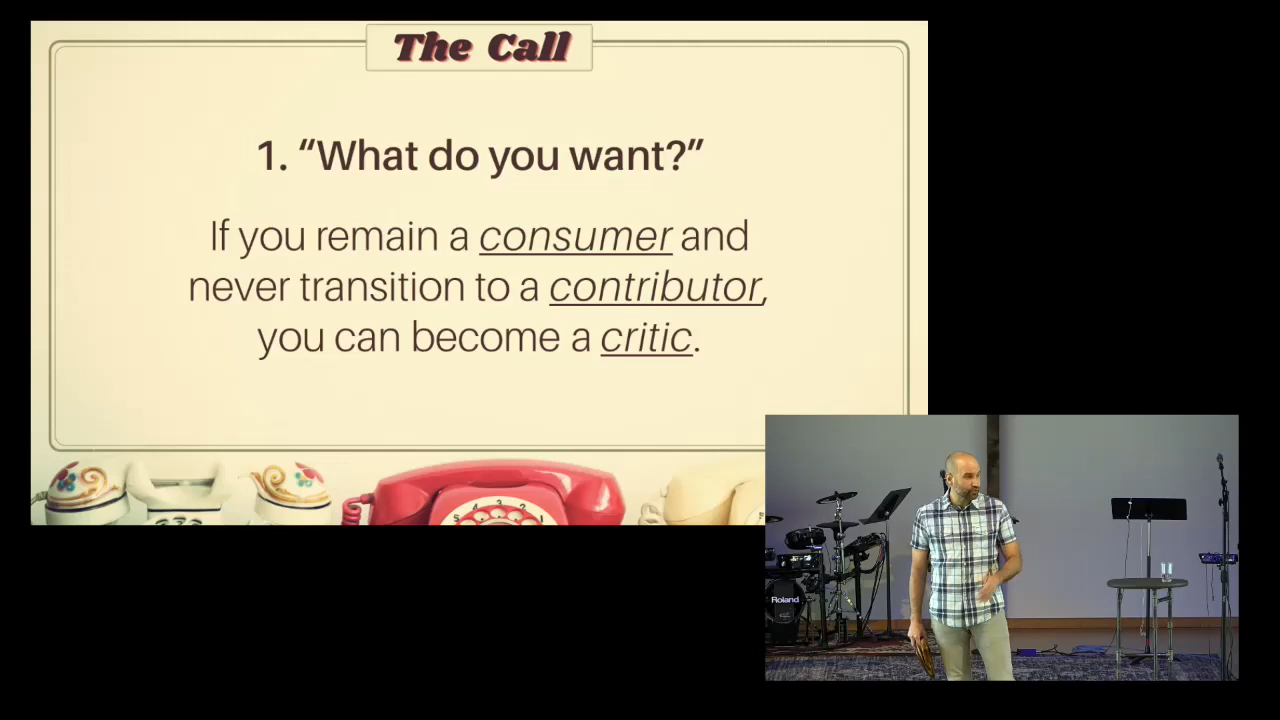 The Call
1. “What do you want?”
If you remain a consumer and
never transition to a contributor,
you can become a critic.
Roland